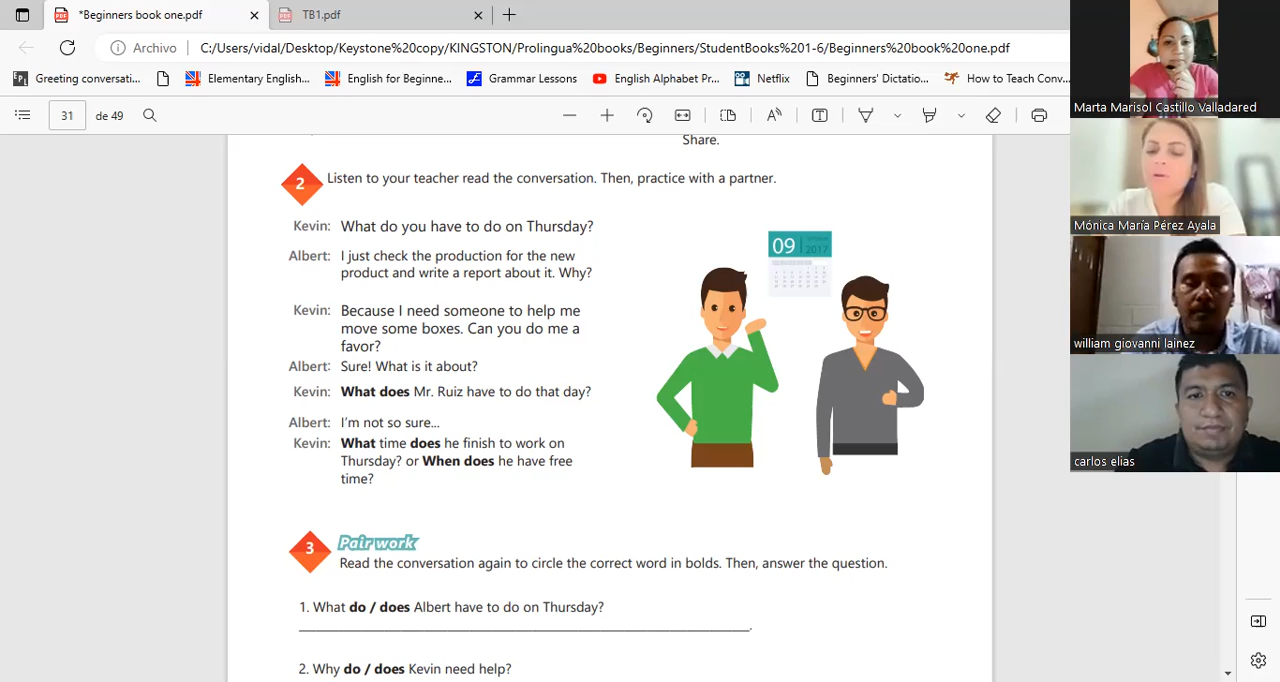 *Beginners book one.pdf
TB1.pdf
Archivo
C:/Users/vidal/Desktop/Keystone%20copy/KINGSTON/Prolingua%20books/Beginners/StudentBooks%201-6/Beginners%20book%20one.pdf
Greeting conversati...
Elementary English...
English for Beginne...
Grammar Lessons
English Alphabet Pr...
Netflix
Beginners' Dictatio...
How to Teach Conv...
31
de 49
Share.
2
Listen to your teacher read the conversation. Then, practice with a partner.
Kevin: What do you have to do on Thursday?
Albert: I just check the production for the new
product and write a report about it. Why?
Kevin: Because I need someone to help me
move some boxes. Can you do me a
favor?
Albert: Sure! What is it about?
Kevin: What does Mr. Ruiz have to do that day?
Albert: I'm not so sure...
Kevin: What time does he finish to work on
Thursday? or When does he have free
time?
09
2017
3
Pair work
Read the conversation again to circle the correct word in bolds. Then, answer the question.
1. What do / does Albert have to do on Thursday?
2. Why do / does Kevin need help?
Marta Marisol Castillo Valladared
Mónica María Pérez Ayala
william giovanni lainez
carlos elias